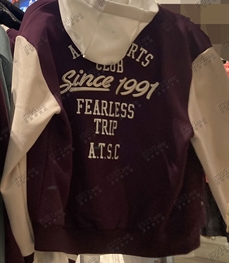 CLUB
Since 1991
FEARLESS
TRIP
A.T.S.C